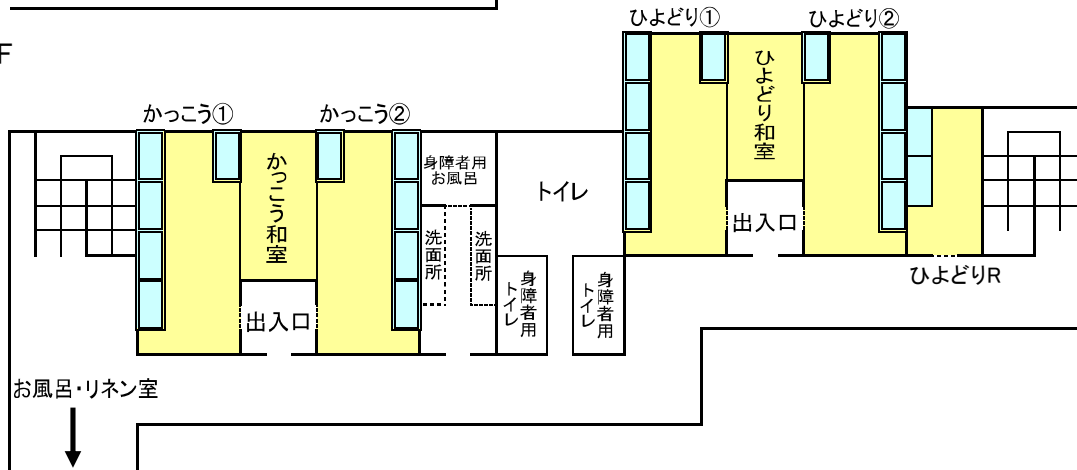 ひよどり①
ひよどり②
F
かっこう①
かっこう②
ひよどり和室
かっこう和室
身障者用
お風呂
トイレ
出入口
洗面所
洗面所
ひよどりR
身障者用
トイレ
身障者用
トイレ
出入口
お風呂・リネン室